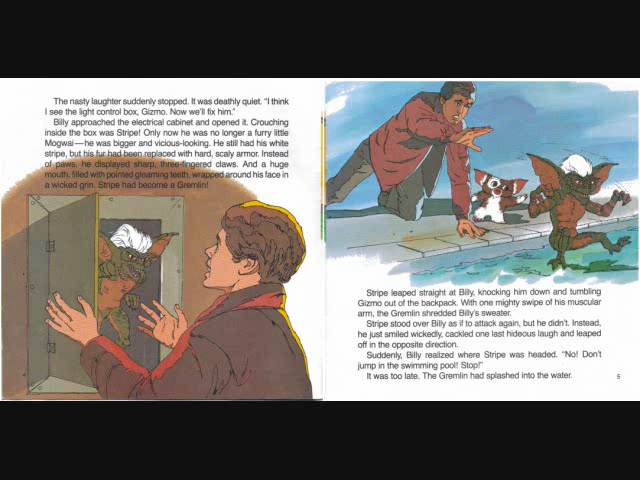 The nasty laughter suddenly stopped. It was deathly quiet. “I think
I see the light control box, Gizmo. Now we’ll fix him.”
Billy approached the electrical cabinet and opened it. Crouching
inside the box was Stripe! Only now he was no longer a furry little
Mogwai—he was bigger and vicious-looking. He still had his white
stripe, but his fur had been replaced with hard, scaly armor. Instead
of paws, he displayed sharp, three-fingered claws. And a huge
mouth, filled with pointed gleaming teeth, wrapped around his face in
a wicked grin. Stripe had become a Gremlin!
Stripe leaped straight at Billy, knocking him down and tumbling
Gizmo out of the backpack. With one mighty swipe of his muscular
arm, the Gremlin shredded Billy’s sweater.
Stripe stood over Billy as if to attack again, but he didn’t. Instead,
he just smiled wickedly, cackled one last hideous laugh and leaped
off in the opposite direction.
Suddenly, Billy realized where Stripe was headed. “No! Don’t
jump in the swimming pool! Stop!”
It was too late. The Gremlin had splashed into the water.
5